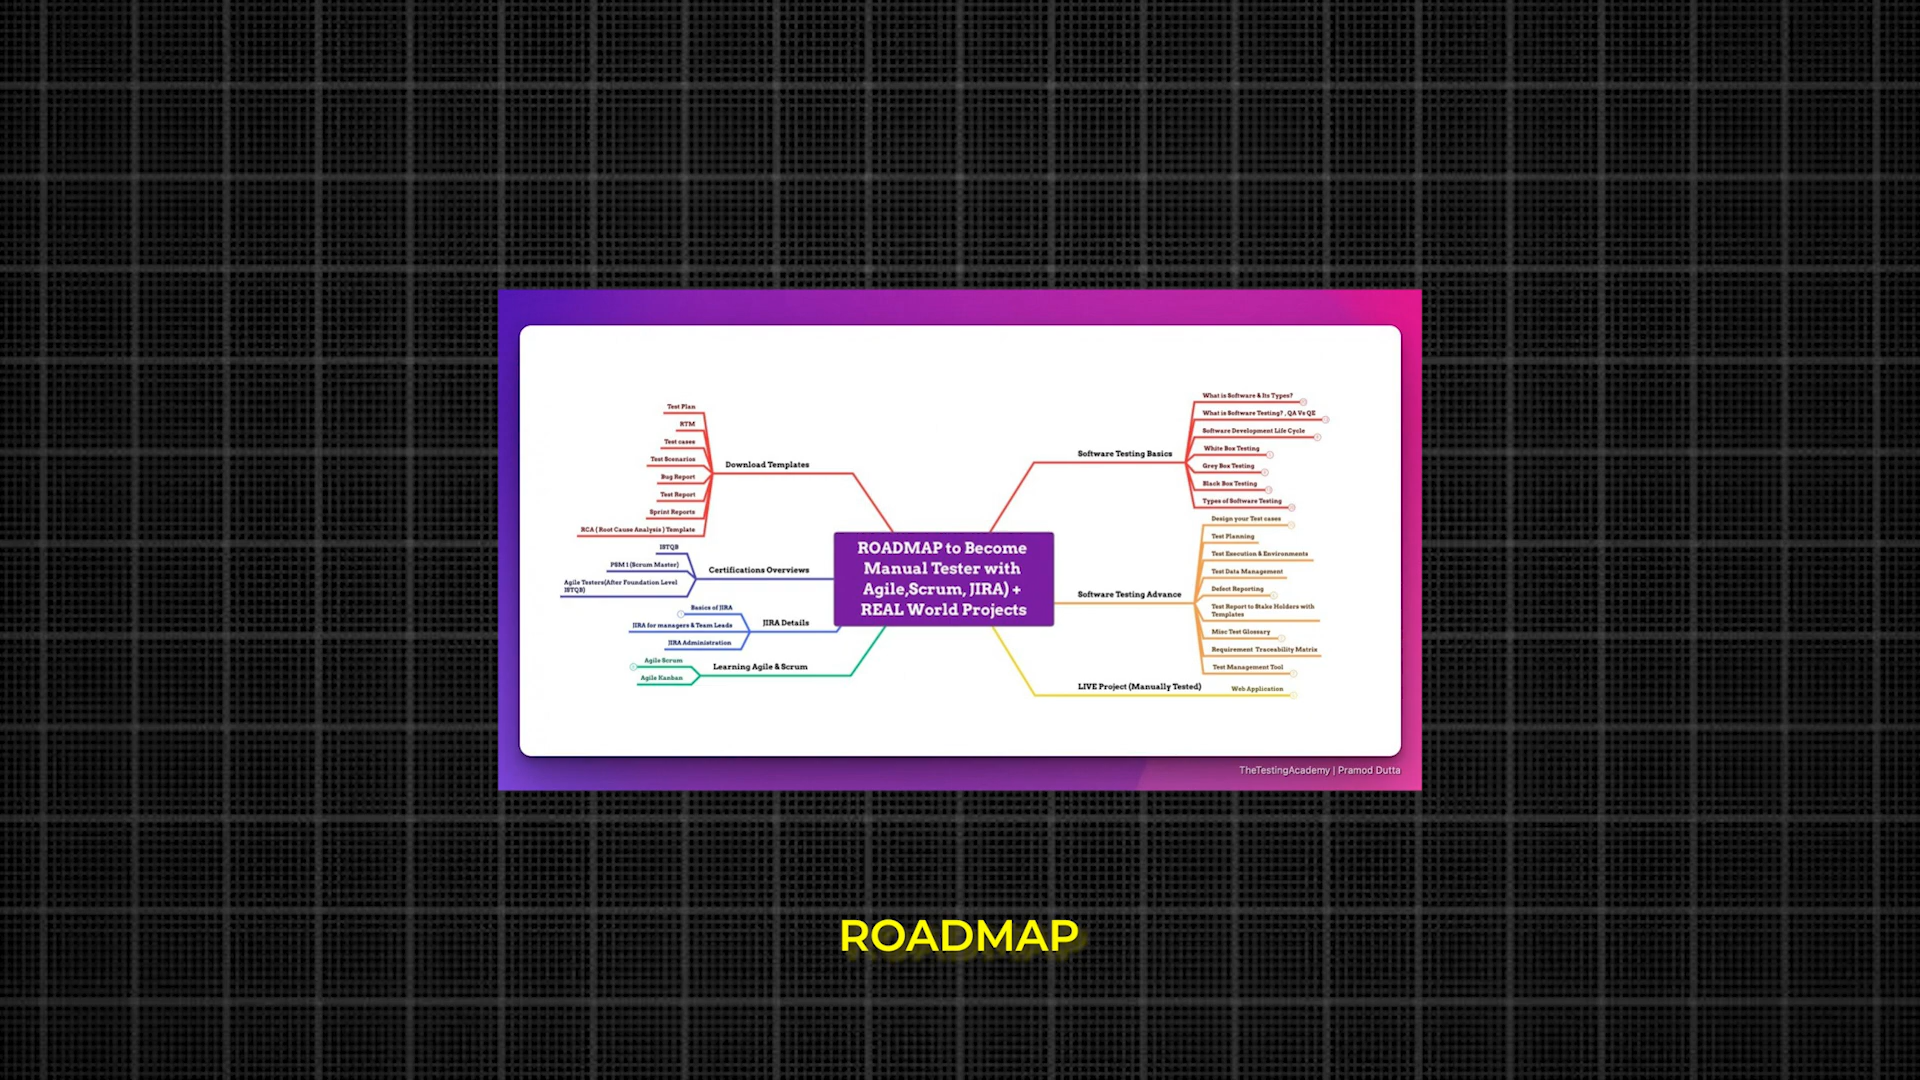 Test Plan
RTM
Test cases
Test Scenarios
Bug Report
Test Report
Sprint Reports
RCA ( Root Cause Analysis ) Template
Download Templates
ISTQB
PSM I (Scrum Master)
Agile Testers(After Foundation Level
ISTQB)
Certifications Overviews
Basics of JIRA
JIRA for managers & Team Leads
JIRA Administration
JIRA Details
Agile Scrum
Agile Kanban
Learning Agile & Scrum
ROADMAP to Become
Manual Tester with
Agile,Scrum, JIRA) +
REAL World Projects
Software Testing Basics
What is Software & Its Types?
What is Software Testing? , QA Vs QE
Software Development Life Cycle
White Box Testing
Grey Box Testing
Black Box Testing
Types of Software Testing
Software Testing Advance
Design your Test cases
Test Planning
Test Execution & Environments
Test Data Management
Defect Reporting
Test Report to Stake Holders with
Templates
Misc Test Glossary
Requirement Traceability Matrix
Test Management Tool
LIVE Project (Manually Tested)
Web Application
TheTestingAcademy | Pramod Dutta
ROADMAP